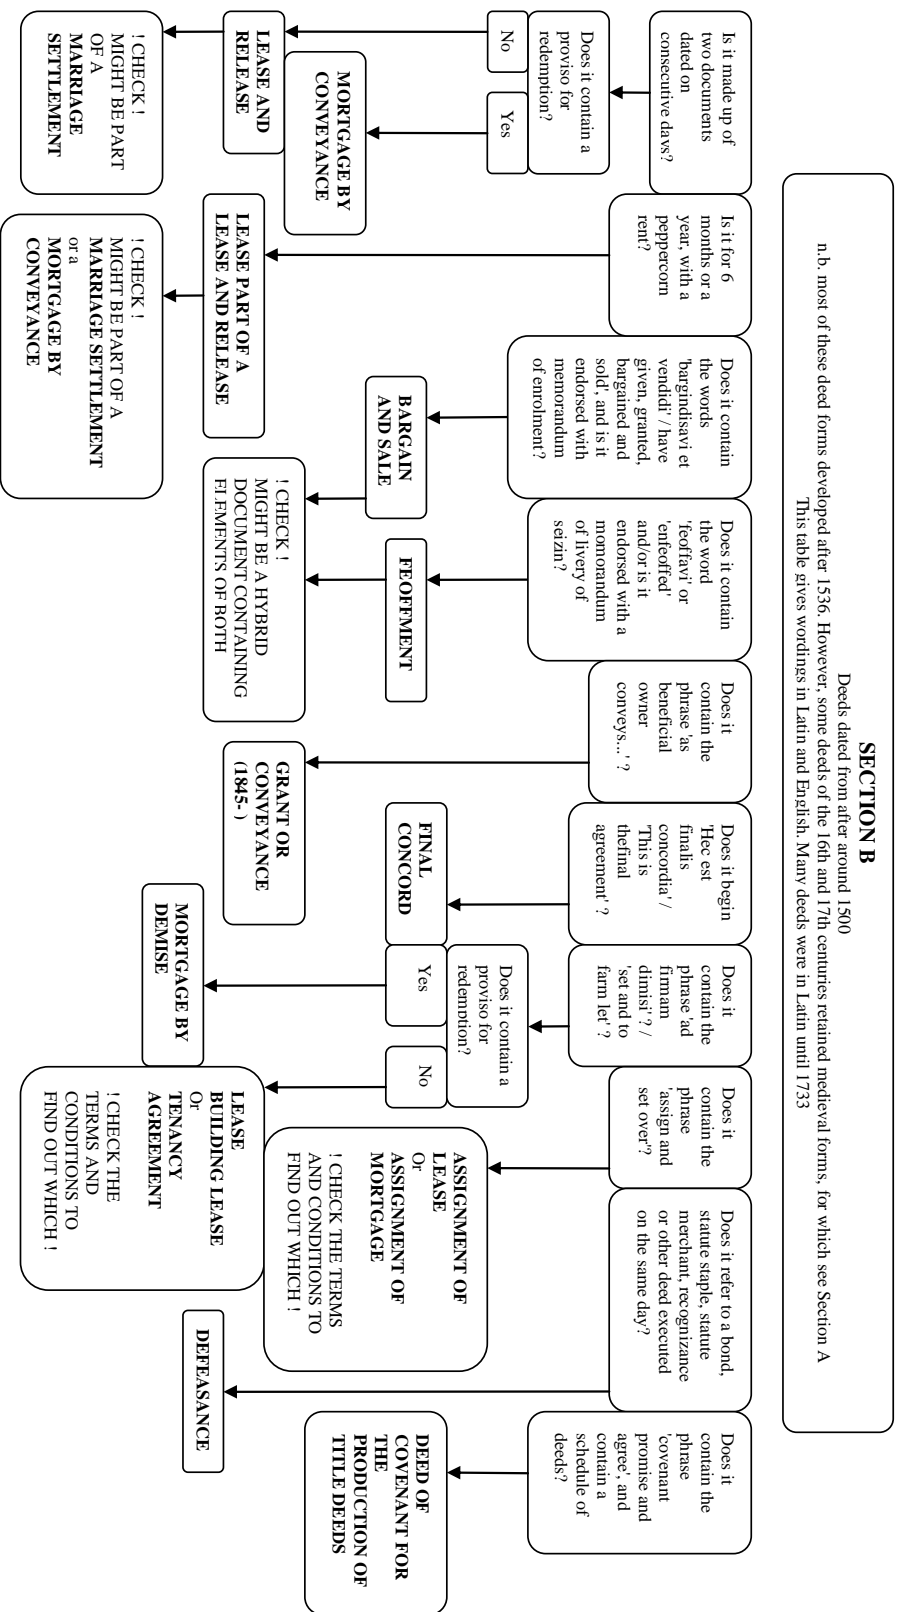 SECTION B
Deeds dated from after around 1500
n.b. most of these deed forms developed after 1536. However, some deeds of the 16th and 17th centuries retained medieval forms, for which see Section A
This table gives wordings in Latin and English. Many deeds were in Latin until 1733
Is it made up of
two documents
dated on
consecutive days?
Does it contain a
proviso for
redemption?
No
Yes
LEASE AND
RELEASE
MORTGAGE BY
CONVEYANCE
! CHECK !
MIGHT BE PART
OF A
MARRIAGE
SETTLEMENT
Is it for 6
months or a
year, with a
peppercorn
rent?
LEASE PART OF A
LEASE AND RELEASE
! CHECK !
MIGHT BE PART OF A
MARRIAGE SETTLEMENT
or a
MORTGAGE BY
CONVEYANCE
Does it contain
the words
'bargindisavi et
vendidi' / have
given, granted,
bargained and
sold', and is it
endorsed with
memorandum
of enrolment?
BARGAIN
AND SALE
Does it contain
the word
'feoffavi' or
'enfeoffed'
and/or is it
endorsed with a
momorandum
of livery of
seizin?
FEOFFMENT
! CHECK !
MIGHT BE A HYBRID
DOCUMENT CONTAINING
ELEMENTS OF BOTH
Does it
contain the
phrase 'as
beneficial
owner
conveys...' ?
GRANT OR
CONVEYANCE
(1845- )
Does it begin
'Hec est
finalis
concordia' /
'This is
thefinal
agreement' ?
FINAL
CONCORD
Does it
contain the
phrase 'ad
firmam
dimisi' ? /
'set and to
farm let' ?
Does it contain a
proviso for
redemption?
Yes
No
MORTGAGE BY
DEMISE
LEASE
BUILDING LEASE
Or
TENANCY
AGREEMENT
! CHECK THE
TERMS AND
CONDITIONS TO
FIND OUT WHICH !
Does it
contain the
phrase
'assign and
set over'?
ASSIGNMENT OF
LEASE
Or
ASSIGNMENT OF
MORTGAGE
! CHECK THE TERMS
AND CONDITIONS TO
FIND OUT WHICH !
Does it refer to a bond,
statute staple, statute
merchant, recognizance
or other deed executed
on the same day?
DEFEASANCE
Does it
contain the
phrase
'covenant
promise and
agree', and
contain a
schedule of
deeds?
DEED OF
COVENANT FOR
THE
PRODUCTION OF
TITLE DEEDS